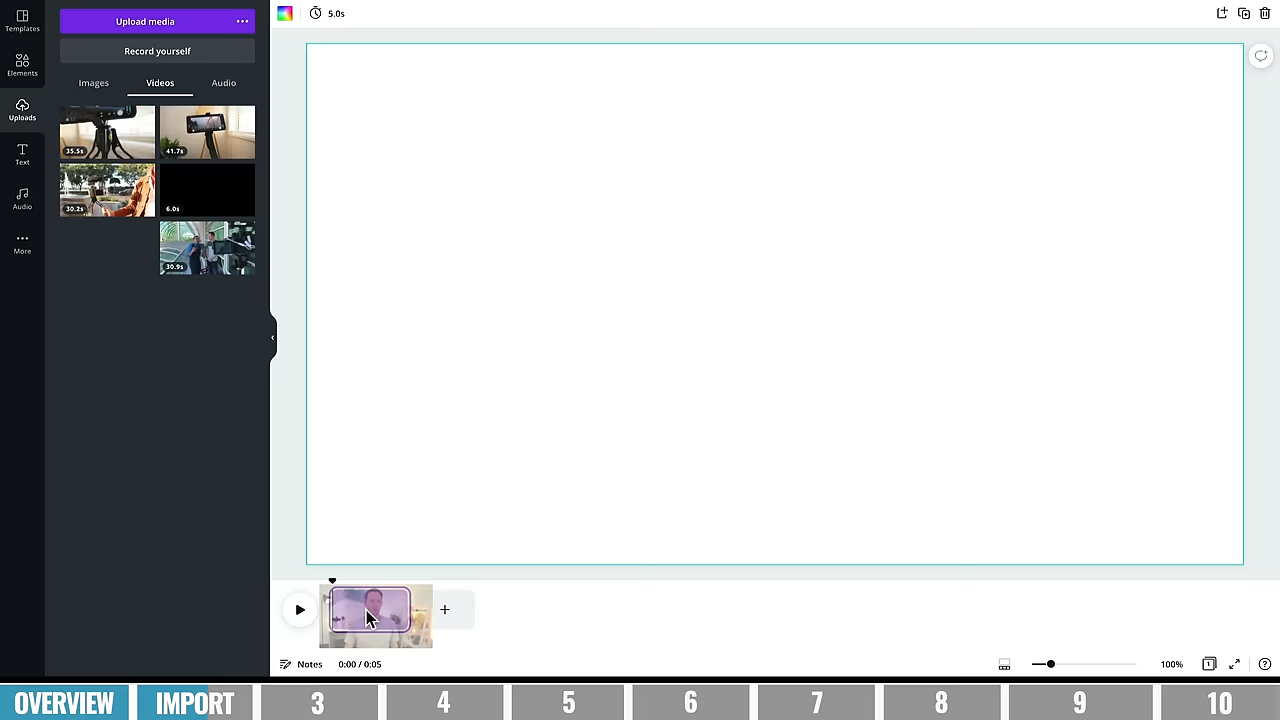 Templates
Elements
Uploads
Text
Audio
More
Upload media
Record yourself
Images Videos Audio
35.5s
41.7s
30.2s
6.0s
30.9s
5.0s
Notes 0:00 / 0:05
100%
1
OVERVIEW IMPORT 3 4 5 6 7 8 9 10